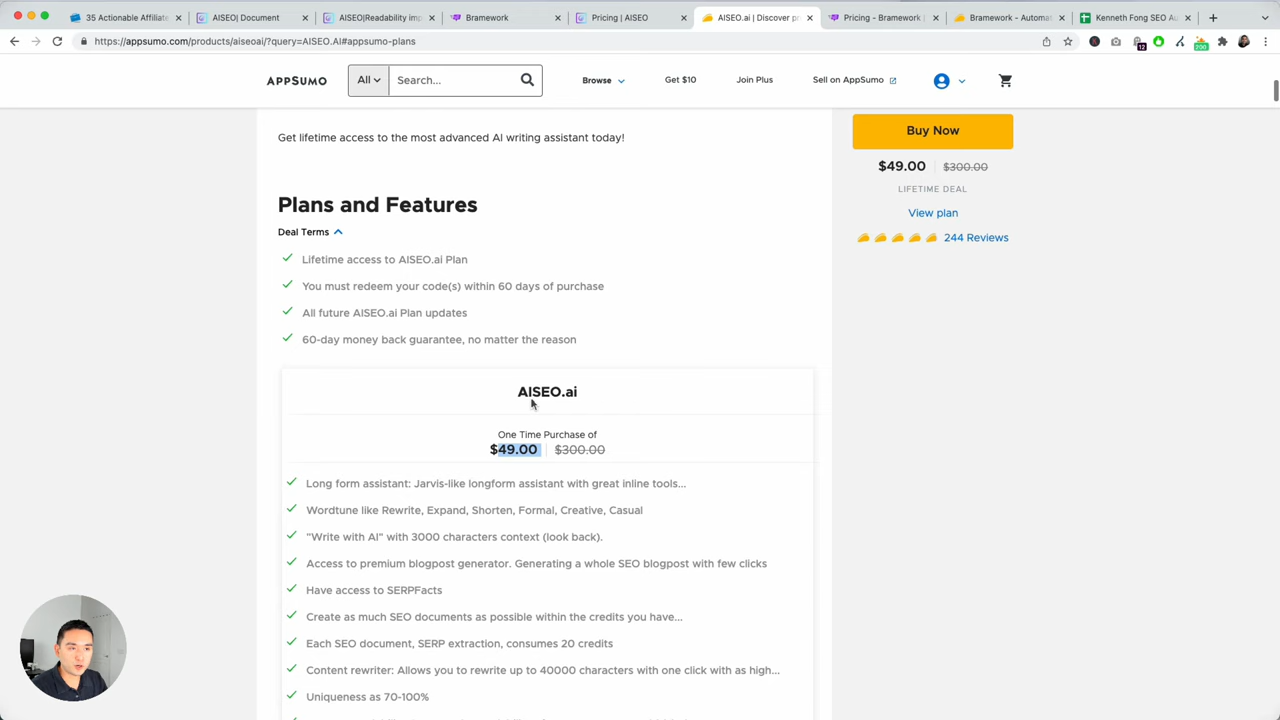 35 Actionable Affiliate
AISEO| Document
AISEO|Readability imp
Bramework
Pricing | AISEO
AISEO.ai | Discover pr
Pricing - Bramework
Bramework - Automat
Kenneth Fong SEO Au
https://appsumo.com/products/aiseoai/?query=AISEO.AI#appsumo-plans
12
200
APPSUMO
All
Search...
Browse
Get $10
Join Plus
Sell on AppSumo
Get lifetime access to the most advanced AI writing assistant today!
Buy Now
$49.00
$300.00
LIFETIME DEAL
View plan
244 Reviews
Plans and Features
Deal Terms
Lifetime access to AISEO.ai Plan
You must redeem your code(s) within 60 days of purchase
All future AISEO.ai Plan updates
60-day money back guarantee, no matter the reason
AISEO.ai
One Time Purchase of
$49.00 $300.00
Long form assistant: Jarvis-like longform assistant with great inline tools...
Wordtune like Rewrite, Expand, Shorten, Formal, Creative, Casual
"Write with AI" with 3000 characters context (look back).
Access to premium blogpost generator. Generating a whole SEO blogpost with few clicks
Have access to SERPFacts
Create as much SEO documents as possible within the credits you have...
Each SEO document, SERP extraction, consumes 20 credits
Content rewriter: Allows you to rewrite up to 40000 characters with one click with as high...
Uniqueness as 70-100%